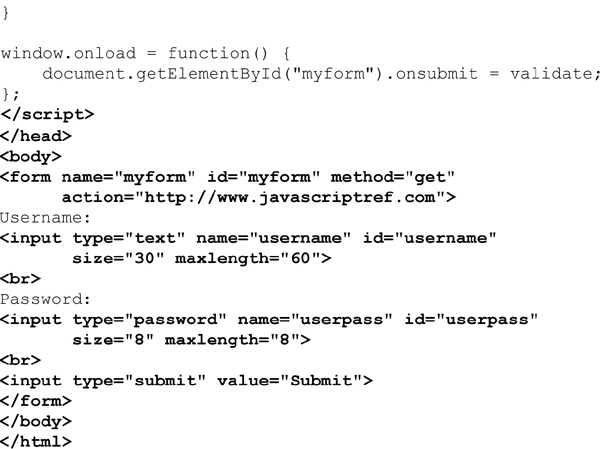 }
window.onload = function() {
    document.getElementById("myform").onsubmit = validate;
};
</script>
</head>
<body>
<form name="myform" id="myform" method="get"
      action="http://www.javascriptref.com">
Username:
<input type="text" name="username" id="username"
       size="30" maxlength="60">
<br>
Password:
<input type="password" name="userpass" id="userpass"
       size="8" maxlength="8">
<br>
<input type="submit" value="Submit">
</form>
</body>
</html>